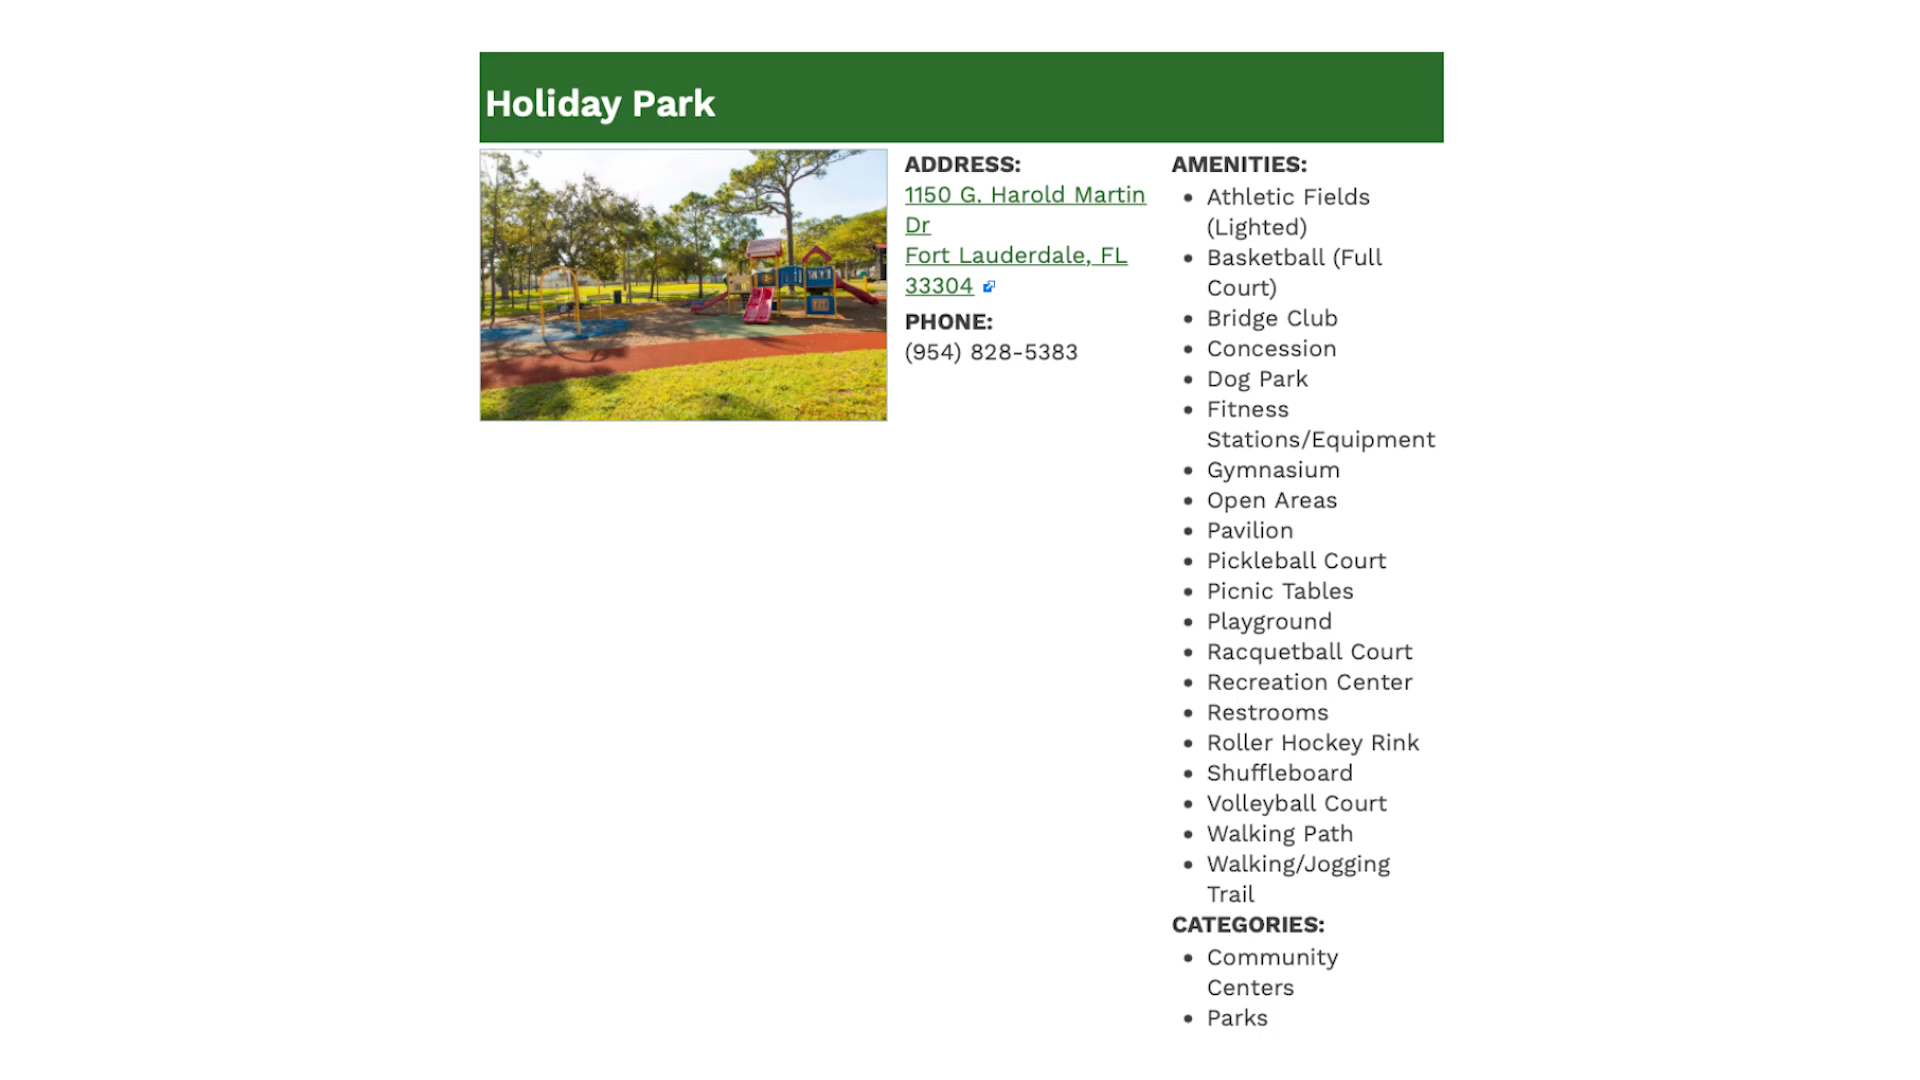 Holiday Park
ADDRESS:
1150 G. Harold Martin
Dr
Fort Lauderdale, FL
33304
PHONE:
(954) 828-5383
AMENITIES:
Athletic Fields
(Lighted)
Basketball (Full
Court)
Bridge Club
Concession
Dog Park
Fitness
Stations/Equipment
Gymnasium
Open Areas
Pavilion
Pickleball Court
Picnic Tables
Playground
Racquetball Court
Recreation Center
Restrooms
Roller Hockey Rink
Shuffleboard
Volleyball Court
Walking Path
Walking/Jogging
Trail
CATEGORIES:
Community
Centers
Parks